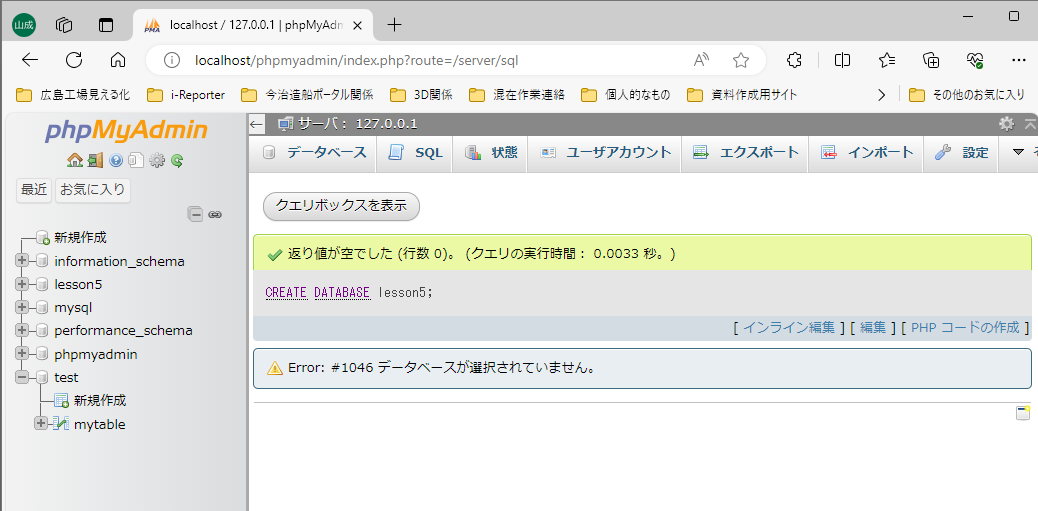 山成
localhost / 127.0.0.1 | phpMyAdm
localhost/phpmyadmin/index.php?route=/server/sql
広島工場見える化 i-Reporter 今治造船ポータル関係 3D関係 混在作業連絡 個人的なもの 資料作成用サイト その他のお気に入り
phpMyAdmin
最近 お気に入り
新規作成
information_schema
lesson5
mysql
performance_schema
phpmyadmin
test
新規作成
mytable
サーバ: 127.0.0.1
データベース SQL 状態 ユーザアカウント エクスポート インポート 設定
クエリボックスを表示
返り値が空でした (行数 0)。 (クエリの実行時間: 0.0033 秒。)
CREATE DATABASE lesson5;
[ インライン編集 ] [ 編集 ] [ PHP コードの作成 ]
Error: #1046 データベースが選択されていません。